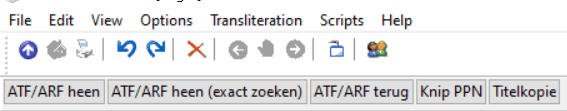 File Edit View Options Transliteration Scripts Help
ATF/ARF heen ATF/ARF heen (exact zoeken) ATF/ARF terug Knip PPN Titelkopie